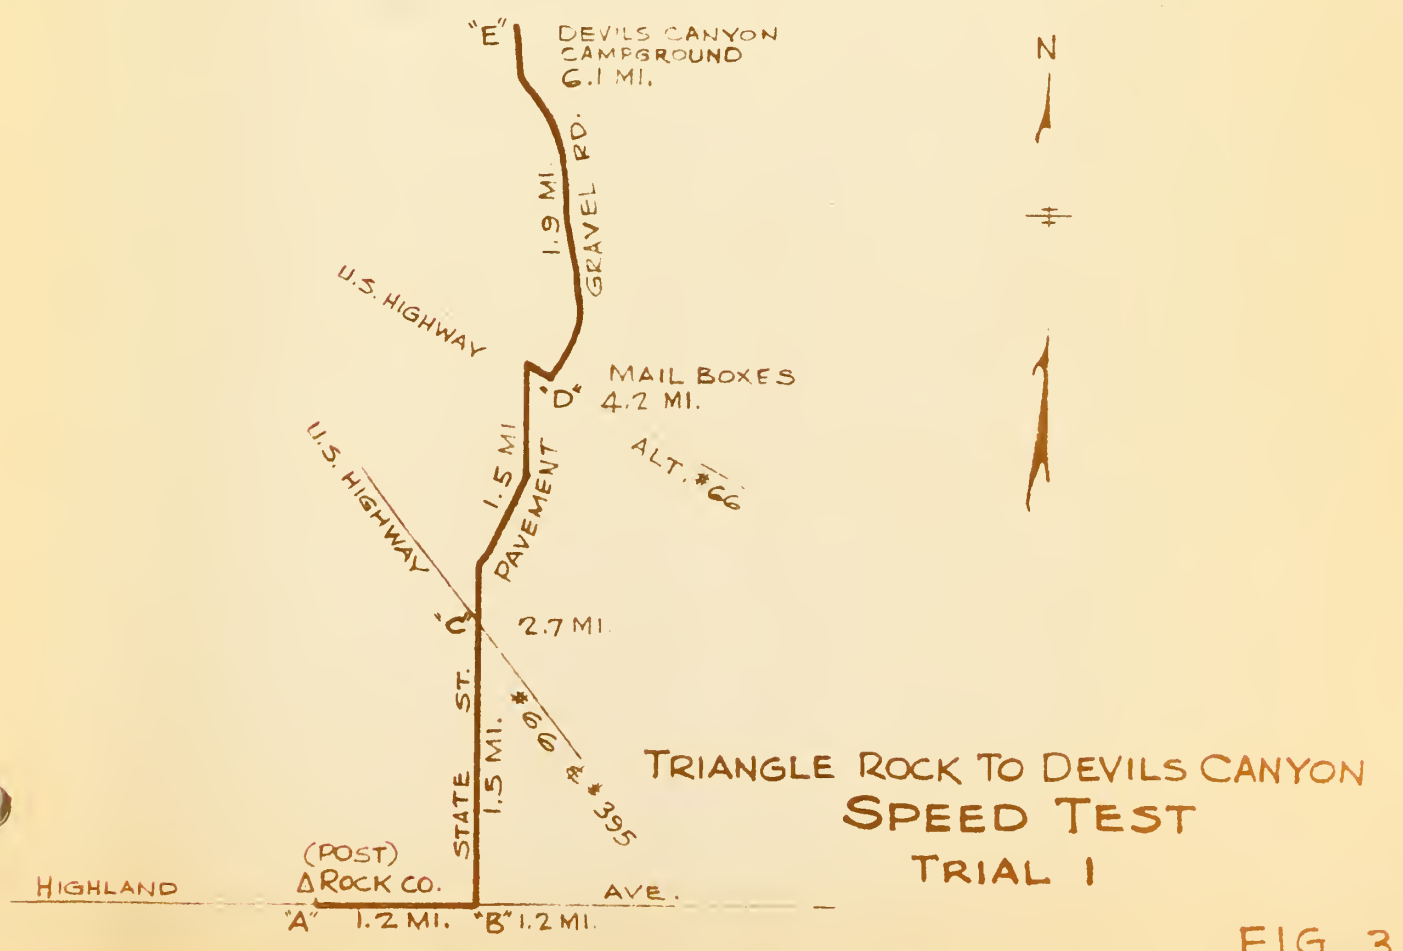 "E"
DEVILS CANYON
CAMPGROUND
6.1 MI.
N
1.9 MI.
GRAVEL RD.
U.S. HIGHWAY
"D"
MAIL BOXES
4.2 MI.
ALT. #66
1.5 MI
PAVEMENT
U.S. HIGHWAY
"C"
2.7 MI.
#66 & #395
STATE ST.
1.5 MI.
TRIANGLE ROCK TO DEVILS CANYON
SPEED TEST
TRIAL 1
(POST)
Δ ROCK CO.
HIGHLAND AVE.
"A" 1.2 MI. "B" 1.2 MI.
FIG. 3